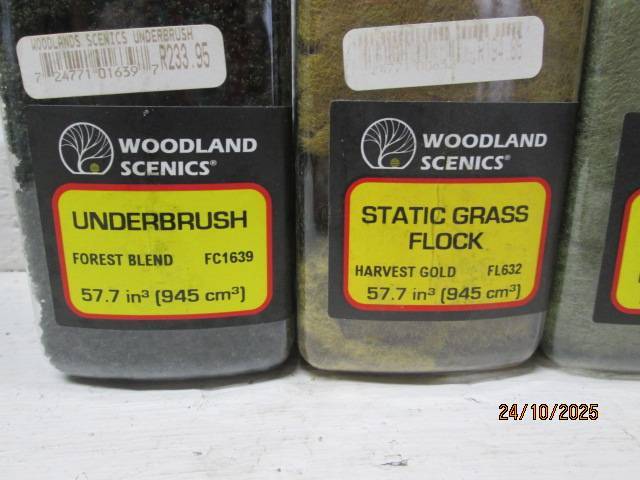 WOODLANDS SCENICS UNDERBRUSH
7 24771 01639 7 R233.95
WOODLAND
SCENICS®
UNDERBRUSH
FOREST BLEND FC1639
57.7 in³ (945 cm³)
WOODLAND
SCENICS®
STATIC GRASS
FLOCK
HARVEST GOLD FL632
57.7 in³ (945 cm³)
24/10/2025